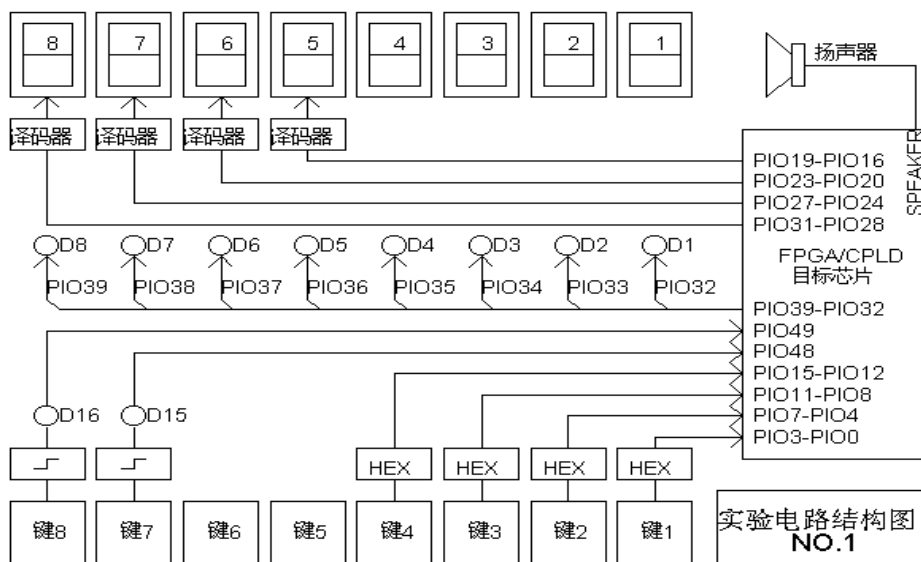 8 7 6 5 4 3 2 1
扬声器
译码器 译码器 译码器 译码器
SPEAKER
PIO19-PIO16
PIO23-PIO20
PIO27-PIO24
PIO31-PIO28
D8 D7 D6 D5 D4 D3 D2 D1
FPGA/CPLD
目标芯片
PIO39 PIO38 PIO37 PIO36 PIO35 PIO34 PIO33 PIO32
PIO39-PIO32
PIO49
PIO48
PIO15-PIO12
PIO11-PIO8
PIO7-PIO4
PIO3-PIO0
D16 D15
HEX HEX HEX HEX
键8 键7 键6 键5 键4 键3 键2 键1
实验电路结构图
NO.1